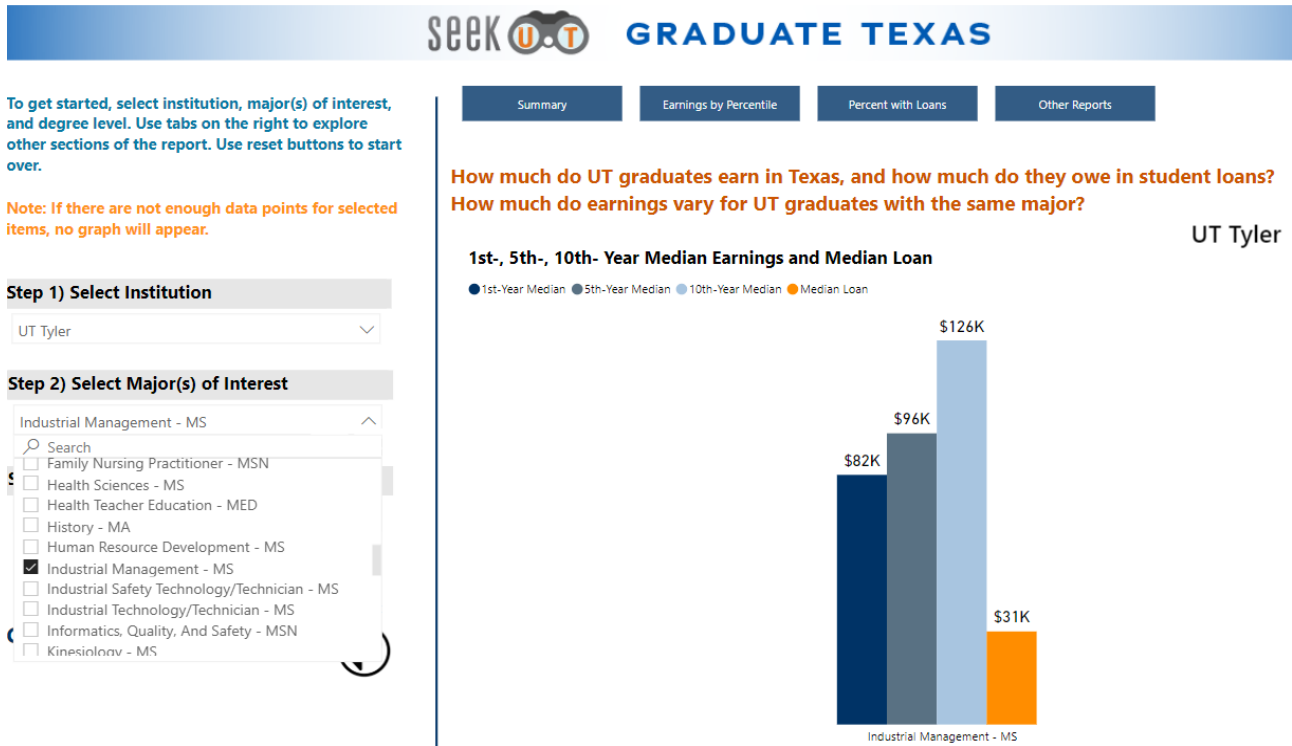 SEEK U.T
GRADUATE TEXAS
To get started, select institution, major(s) of interest,
and degree level. Use tabs on the right to explore
other sections of the report. Use reset buttons to start
over.
Note: If there are not enough data points for selected
items, no graph will appear.
Step 1) Select Institution
UT Tyler
Step 2) Select Major(s) of Interest
Industrial Management - MS
Search
Family Nursing Practitioner - MSN
Health Sciences - MS
Health Teacher Education - MED
History - MA
Human Resource Development - MS
Industrial Management - MS
Industrial Safety Technology/Technician - MS
Industrial Technology/Technician - MS
Informatics, Quality, And Safety - MSN
Kinesiology - MS
Summary
Earnings by Percentile
Percent with Loans
Other Reports
How much do UT graduates earn in Texas, and how much do they owe in student loans?
How much do earnings vary for UT graduates with the same major?
UT Tyler
1st-, 5th-, 10th- Year Median Earnings and Median Loan
1st-Year Median 5th-Year Median 10th-Year Median Median Loan
$126K
$96K
$82K
$31K
Industrial Management - MS